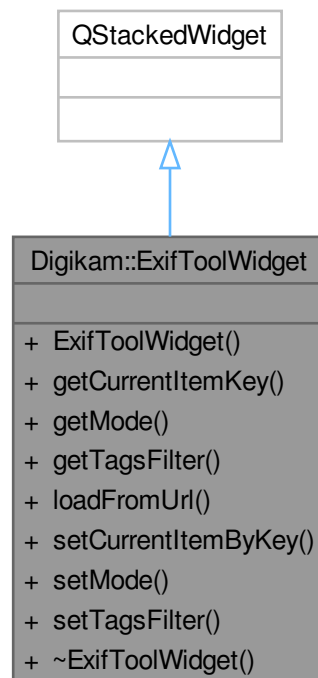 QStackedWidget
Digikam::ExifToolWidget
+ ExifToolWidget()
+ getCurrentItemKey()
+ getMode()
+ getTagsFilter()
+ loadFromUrl()
+ setCurrentItemByKey()
+ setMode()
+ setTagsFilter()
+ ~ExifToolWidget()